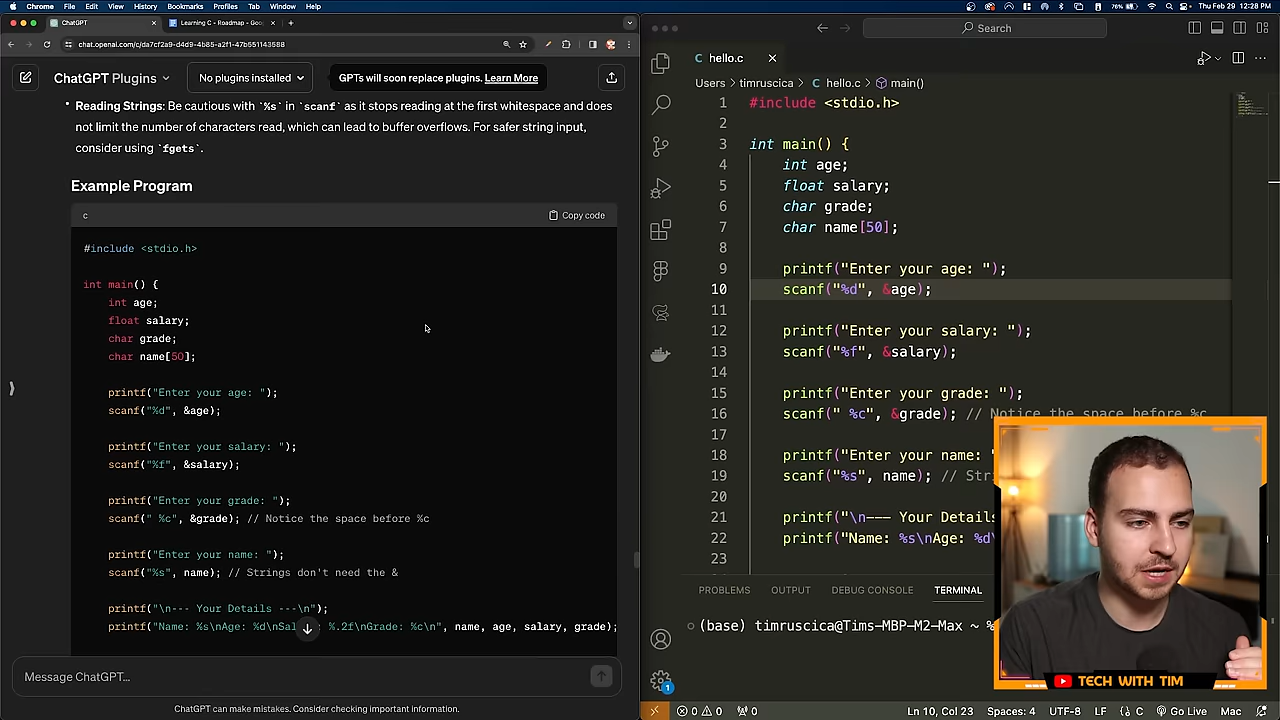 Chrome File Edit View History Bookmarks Profiles Tab Window Help
76% Thu Feb 29 12:28 PM
ChatGPT
Learning C - Roadmap - Goo
chat.openai.com/c/da7cf2a9-d4d9-4b85-a2f1-47b551143588
ChatGPT Plugins
No plugins installed
GPTs will soon replace plugins. Learn More
• Reading Strings: Be cautious with `%s` in `scanf` as it stops reading at the first whitespace and does
not limit the number of characters read, which can lead to buffer overflows. For safer string input,
consider using `fgets`.
Example Program
c
Copy code
#include <stdio.h>
int main() {
int age;
float salary;
char grade;
char name[50];
printf("Enter your age: ");
scanf("%d", &age);
printf("Enter your salary: ");
scanf("%f", &salary);
printf("Enter your grade: ");
scanf(" %c", &grade); // Notice the space before %c
printf("Enter your name: ");
scanf("%s", name); // Strings don't need the &
printf("\n--- Your Details ---\n");
printf("Name: %s\nAge: %d\nSal %.2f\nGrade: %c\n", name, age, salary, grade);
Message ChatGPT...
ChatGPT can make mistakes. Consider checking important information.
Search
C hello.c
Users > timruscica > C hello.c > main()
1 #include <stdio.h>
2
3 int main() {
4 int age;
5 float salary;
6 char grade;
7 char name[50];
8
9 printf("Enter your age: ");
10 scanf("%d", &age);
11
12 printf("Enter your salary: ");
13 scanf("%f", &salary);
14
15 printf("Enter your grade: ");
16 scanf(" %c", &grade); // Notice the space before %c
17
18 printf("Enter your name: "
19 scanf("%s", name); // Stri
20
21 printf("\n--- Your Details
22 printf("Name: %s\nAge: %d\
23
PROBLEMS OUTPUT DEBUG CONSOLE TERMINAL
(base) timruscica@Tims-MBP-M2-Max ~ %
1
TECH WITH TIM
0 0 0 Ln 10, Col 23 Spaces: 4 UTF-8 LF {} C Go Live Mac